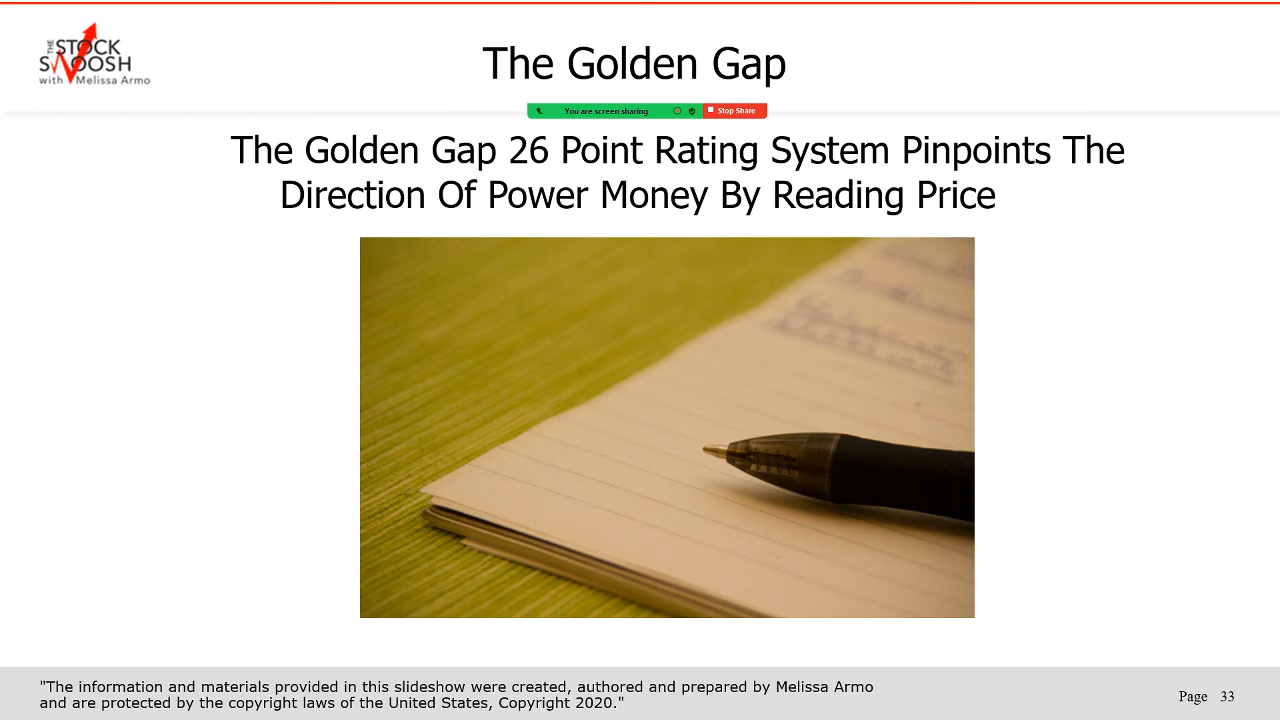 THE STOCK
SWOOSH
with Melissa Armo
The Golden Gap
You are screen sharing
Stop Share
The Golden Gap 26 Point Rating System Pinpoints The
Direction Of Power Money By Reading Price
"The information and materials provided in this slideshow were created, authored and prepared by Melissa Armo
and are protected by the copyright laws of the United States, Copyright 2020."
Page 33